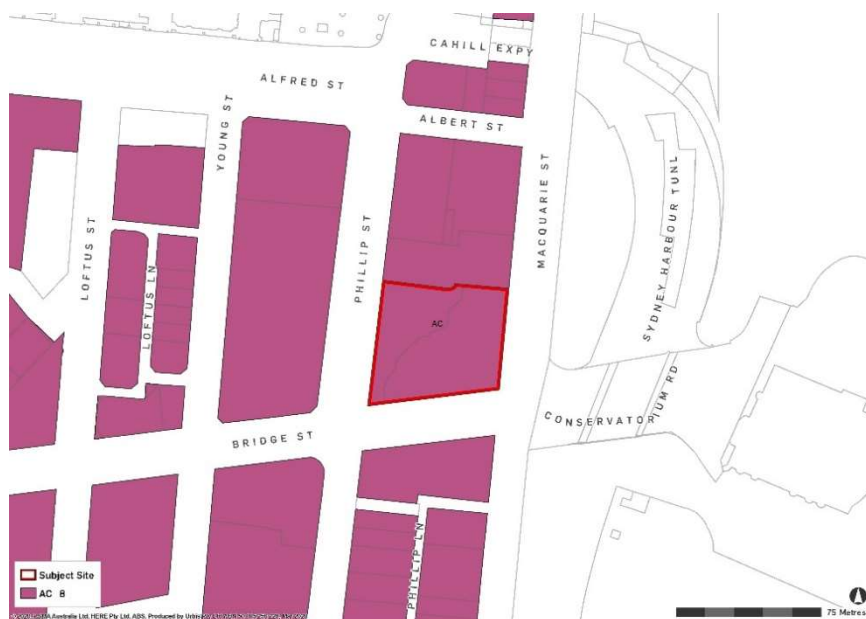 CAHILL EXPY
ALFRED ST
ALBERT ST
YOUNG ST
PHILLIP ST
MACQUARIE ST
SYDNEY HARBOUR TUNL
LOFTUS ST
LOFTUS LN
AC
CONSERVATORIUM RD
BRIDGE ST
PHILLIP LN
Subject Site
AC 8
75 Metres